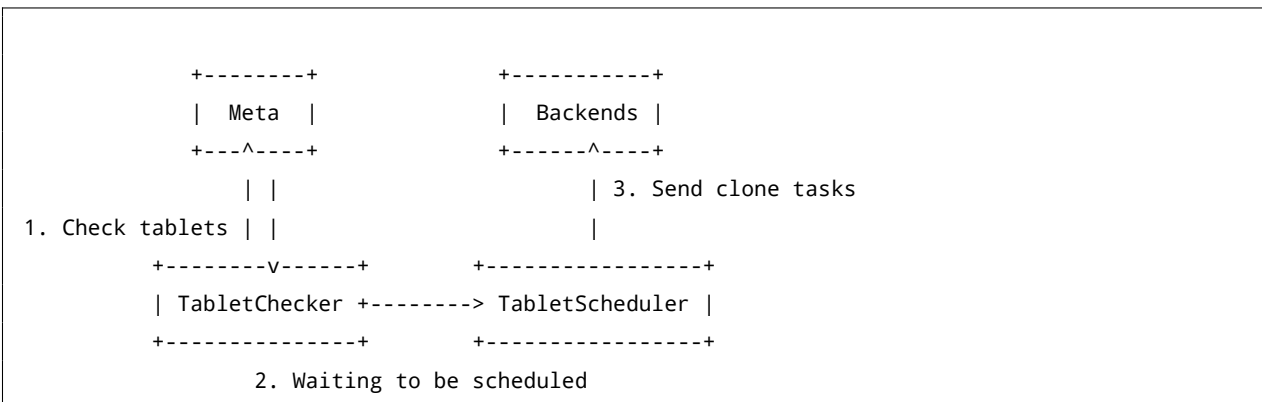 +--------+              +-----------+
|  Meta  |              |  Backends |
+---^----+              +------^----+
| |                        | 3. Send clone tasks
1. Check tablets | |                        |
+--------v------+        +-----------------+
| TabletChecker +--------> TabletScheduler |
+---------------+        +-----------------+
2. Waiting to be scheduled